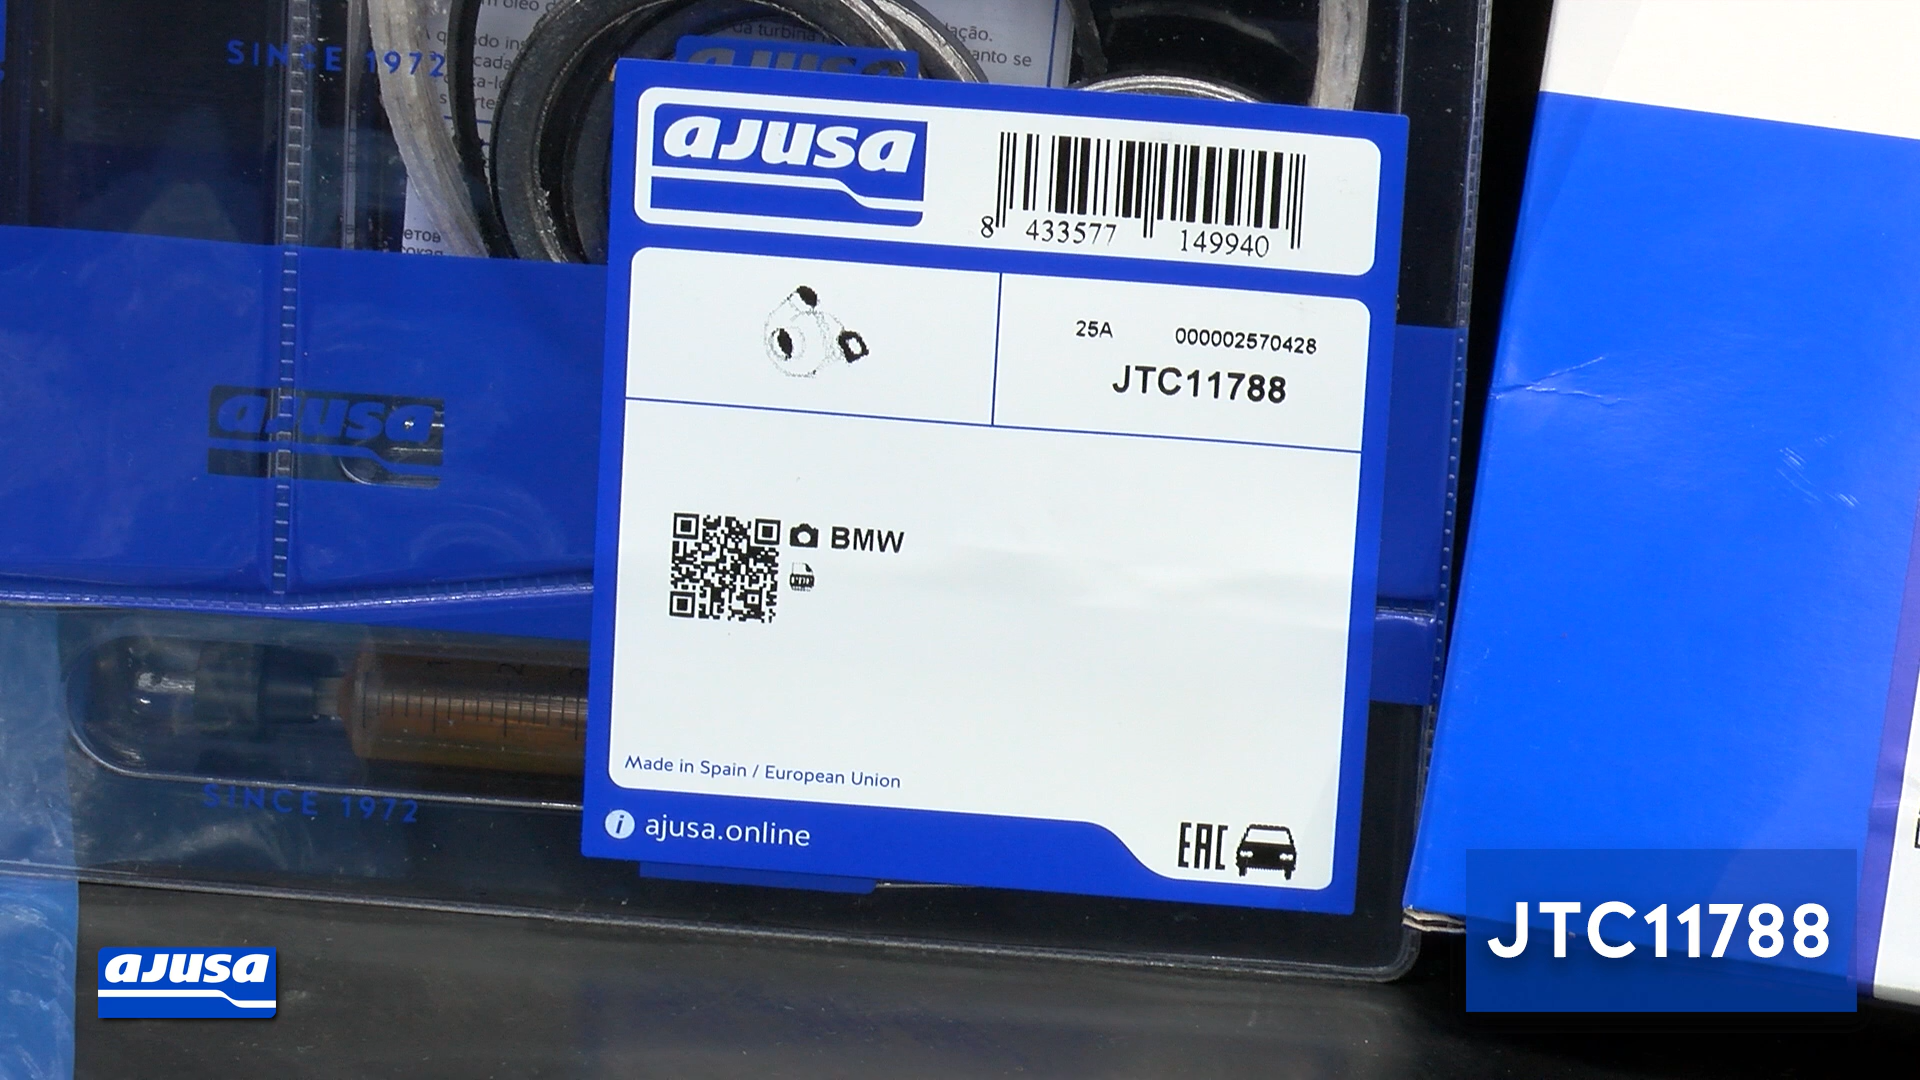 SINCE 1972
ajusa
ajusa
8 433577 149940
25A 000002570428
JTC11788
ajusa
BMW
Made in Spain / European Union
SINCE 1972
ajusa.online
EAC
JTC11788
ajusa